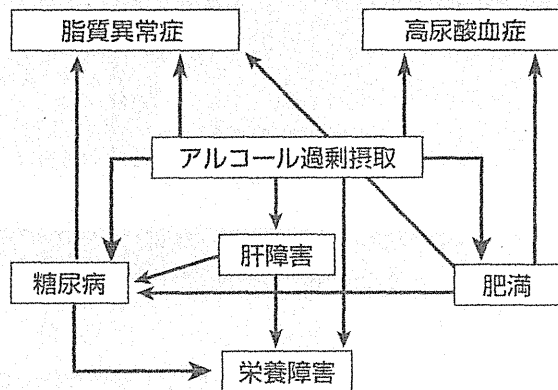 脂質異常症
高尿酸血症
アルコール過剰摂取
肝障害
糖尿病
肥満
栄養障害